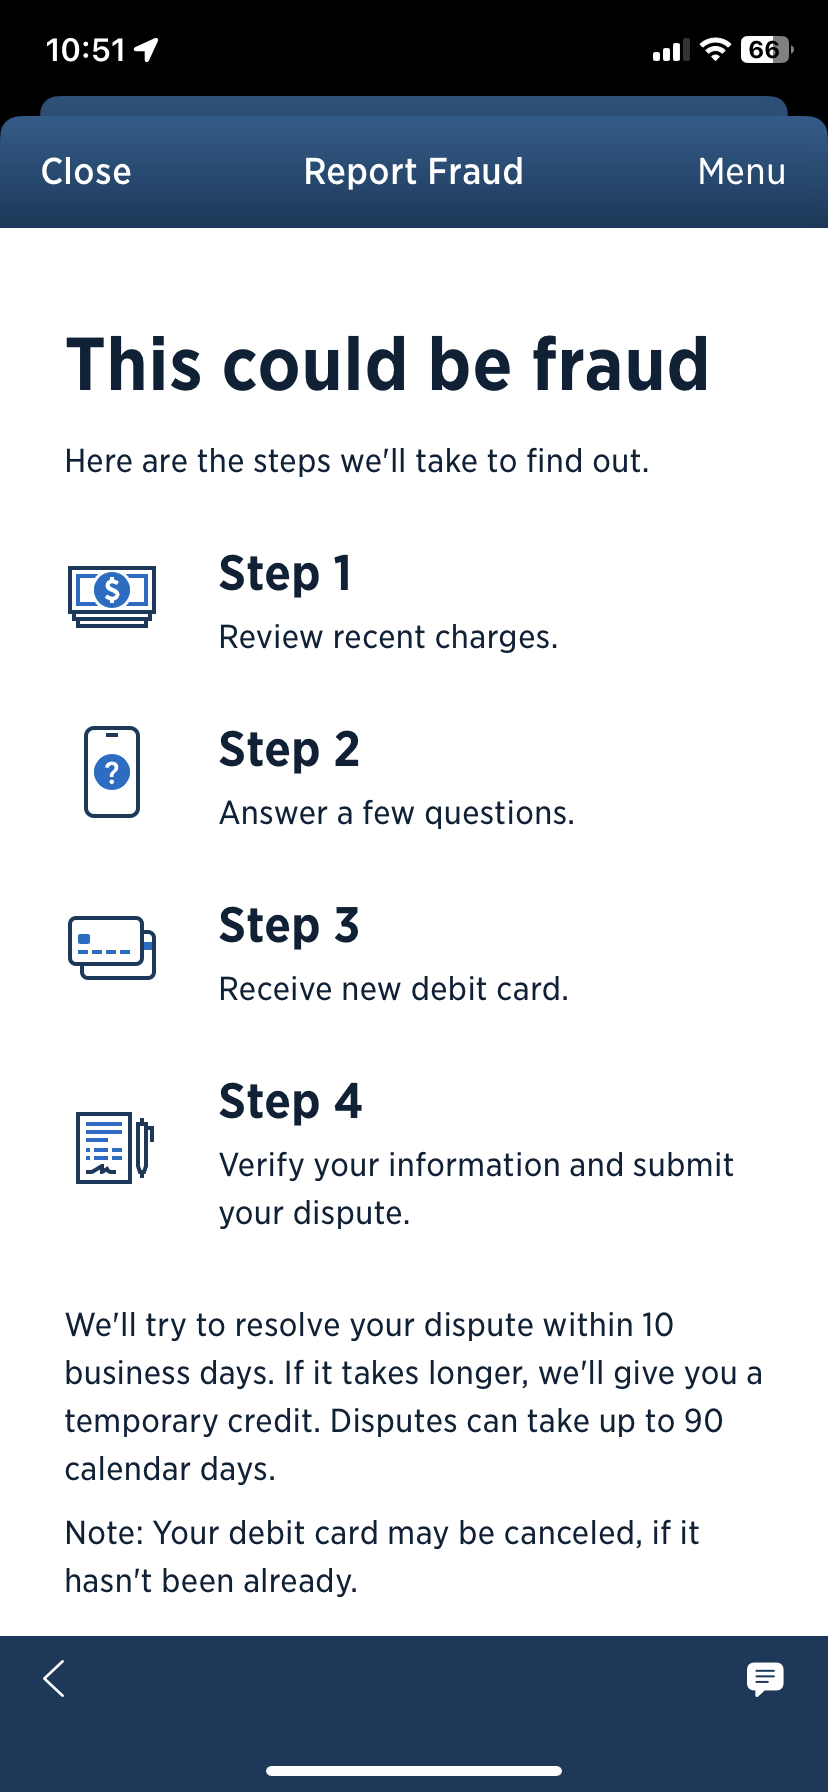 10:51
66
Close
Report Fraud
Menu
This could be fraud
Here are the steps we'll take to find out.
$
Step 1
Review recent charges.
?
Step 2
Answer a few questions.
Step 3
Receive new debit card.
Step 4
Verify your information and submit
your dispute.
We'll try to resolve your dispute within 10
business days. If it takes longer, we'll give you a
temporary credit. Disputes can take up to 90
calendar days.
Note: Your debit card may be canceled, if it
hasn't been already.